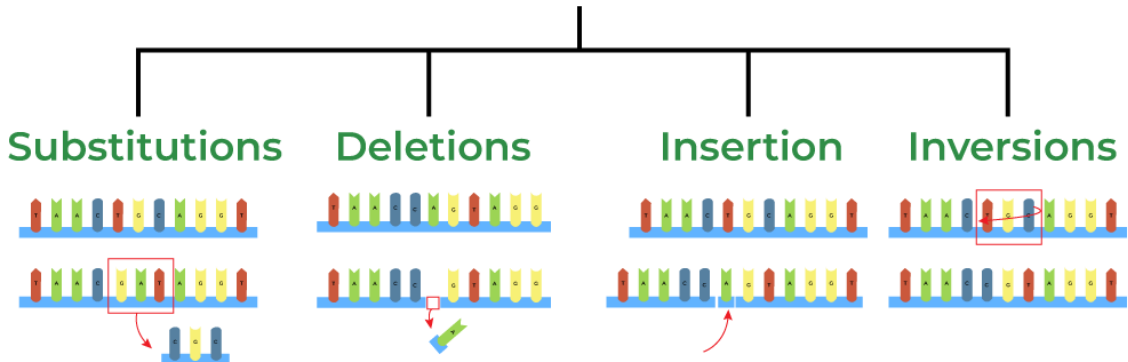 Substitutions Deletions Insertion Inversions
T A A C T G C A G G T T A A C C A G T A G G T A A C T G C A G G T T A A C T G C A G G T
T A A C G A T A G G T T A A C C G T A G G T A A C C A G T A G G T T A A C C G T A G G T
G G G A